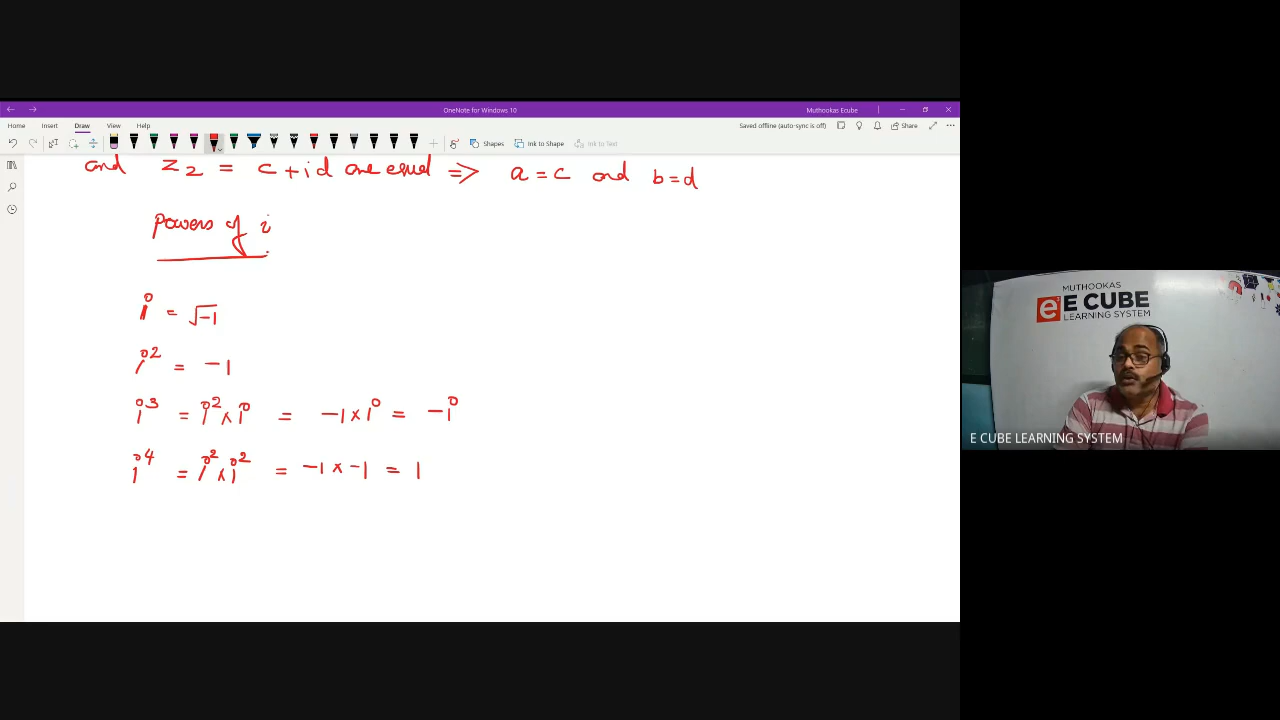 OneNote for Windows 10
Muthookas Ecube
Home Insert Draw View Help
Saved offline (auto-sync is off)
Share
Shapes
Ink to Shape
Ink to Text
and z₂ = c + id are equal ⇒ a = c and b = d
Powers of i
i = √-1
i² = -1
i³ = i² × i = -1 × i = -i
i⁴ = i² × i² = -1 × -1 = 1
MUTHOOKAS
e³ E CUBE
LEARNING SYSTEM
E CUBE LEARNING SYSTEM